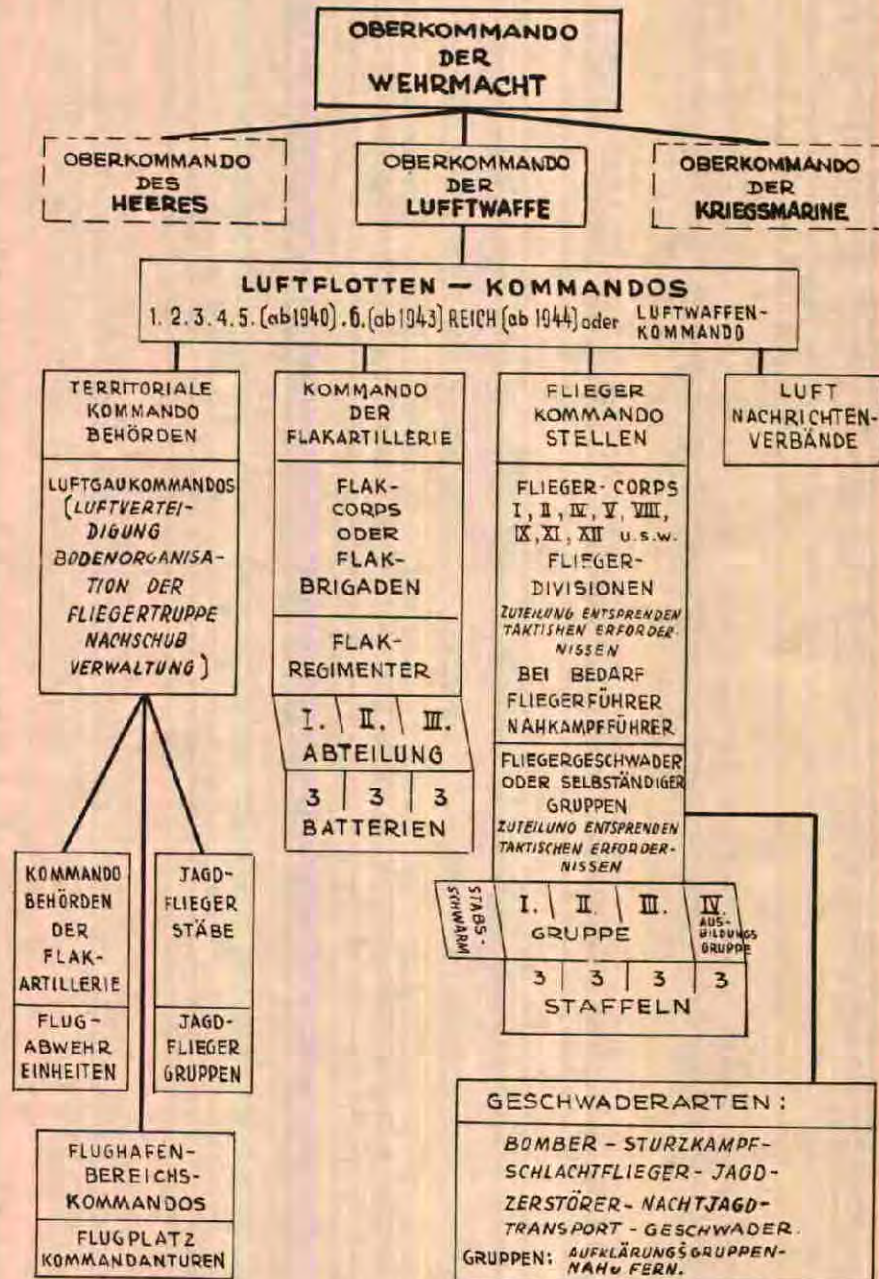 OBERKOMMANDO
DER
WEHRMACHT
OBERKOMMANDO
DES
HEERES
OBERKOMMANDO
DER
LUFFTWAFFE
OBERKOMMANDO
DER
KRIEGSMARINE
LUFTFLOTTEN – KOMMANDOS
1. 2. 3. 4. 5. (ab 1940). 6. (ab 1943) REICH (ab 1944) oder LUFTWAFFEN-
KOMMANDO
TERRITORIALE
KOMMANDO
BEHÖRDEN
LUFTGAUKOMMANDOS
(LUFTVERTEI-
DIGUNG
BODENORGANISA-
TION DER
FLIEGERTRUPPE
NACHSCHUB
VERWALTUNG)
KOMMANDO
DER
FLAKARTILLERIE
FLAK-
CORPS
ODER
FLAK-
BRIGADEN
FLAK-
REGIMENTER
I. II. III.
ABTEILUNG
3 3 3
BATTERIEN
FLIEGER
KOMMANDO
STELLEN
FLIEGER-CORPS
I, II, IV, V, VIII,
IX, XI, XII u.s.w.
FLIEGER-
DIVISIONEN
ZUTEILUNG ENTSPRENDEN
TAKTISHEN ERFORDER-
NISSEN
BEI BEDARF
FLIEGERFÜHRER
NAHKAMPFFÜHRER
FLIEGERGESCHWADER
ODER SELBSTÄNDIGER
GRUPPEN
ZUTEILUNG ENTSPRENDEN
TAKTISCHEN ERFORDER-
NISSEN
STABS-
SCHWARM
I. II. III.
GRUPPE
IV.
AUS-
BILDUNGS
GRUPPE
3 3 3 3
STAFFELN
LUFT
NACHRICHTEN-
VERBÄNDE
KOMMANDO
BEHÖRDEN
DER
FLAK-
ARTILLERIE
FLUG-
ABWEHR
EINHEITEN
JAGD-
FLIEGER
STÄBE
JAGD-
FLIEGER
GRUPPEN
FLUGHAFEN-
BEREICHS-
KOMMANDOS
FLUGPLATZ
KOMMANDANTUREN
GESCHWADERARTEN:
BOMBER - STURZKAMPF-
SCHLACHTFLIEGER - JAGD-
ZERSTÖRER - NACHTJAGD-
TRANSPORT - GESCHWADER.
GRUPPEN: AUFKLÄRUNGSGRUPPEN-
NAH u FERN.